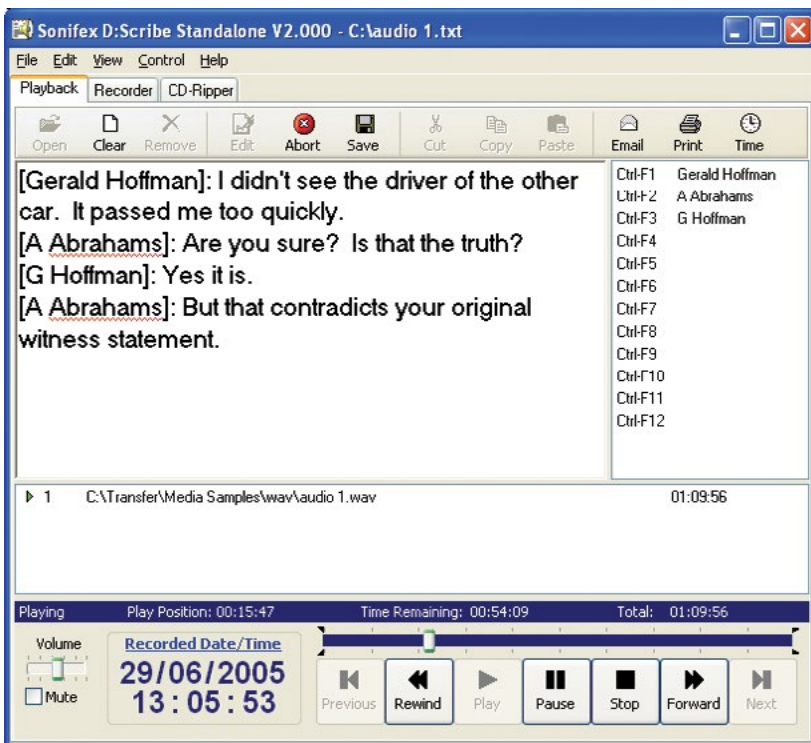 Sonifex D:Scribe Standalone V2.000 - C:\audio 1.txt
File Edit View Control Help
Playback Recorder CD-Ripper
Open Clear Remove Edit Abort Save Cut Copy Paste Email Print Time
[Gerald Hoffman]: I didn't see the driver of the other
car. It passed me too quickly.
[A Abrahams]: Are you sure? Is that the truth?
[G Hoffman]: Yes it is.
[A Abrahams]: But that contradicts your original
witness statement.
Ctrl-F1 Gerald Hoffman
Ctrl-F2 A Abrahams
Ctrl-F3 G Hoffman
Ctrl-F4
Ctrl-F5
Ctrl-F6
Ctrl-F7
Ctrl-F8
Ctrl-F9
Ctrl-F10
Ctrl-F11
Ctrl-F12
1 C:\Transfer\Media Samples\wav\audio 1.wav 01:09:56
Playing Play Position: 00:15:47 Time Remaining: 00:54:09 Total: 01:09:56
Volume
Mute
Recorded Date/Time
29/06/2005
13:05:53
Previous Rewind Play Pause Stop Forward Next